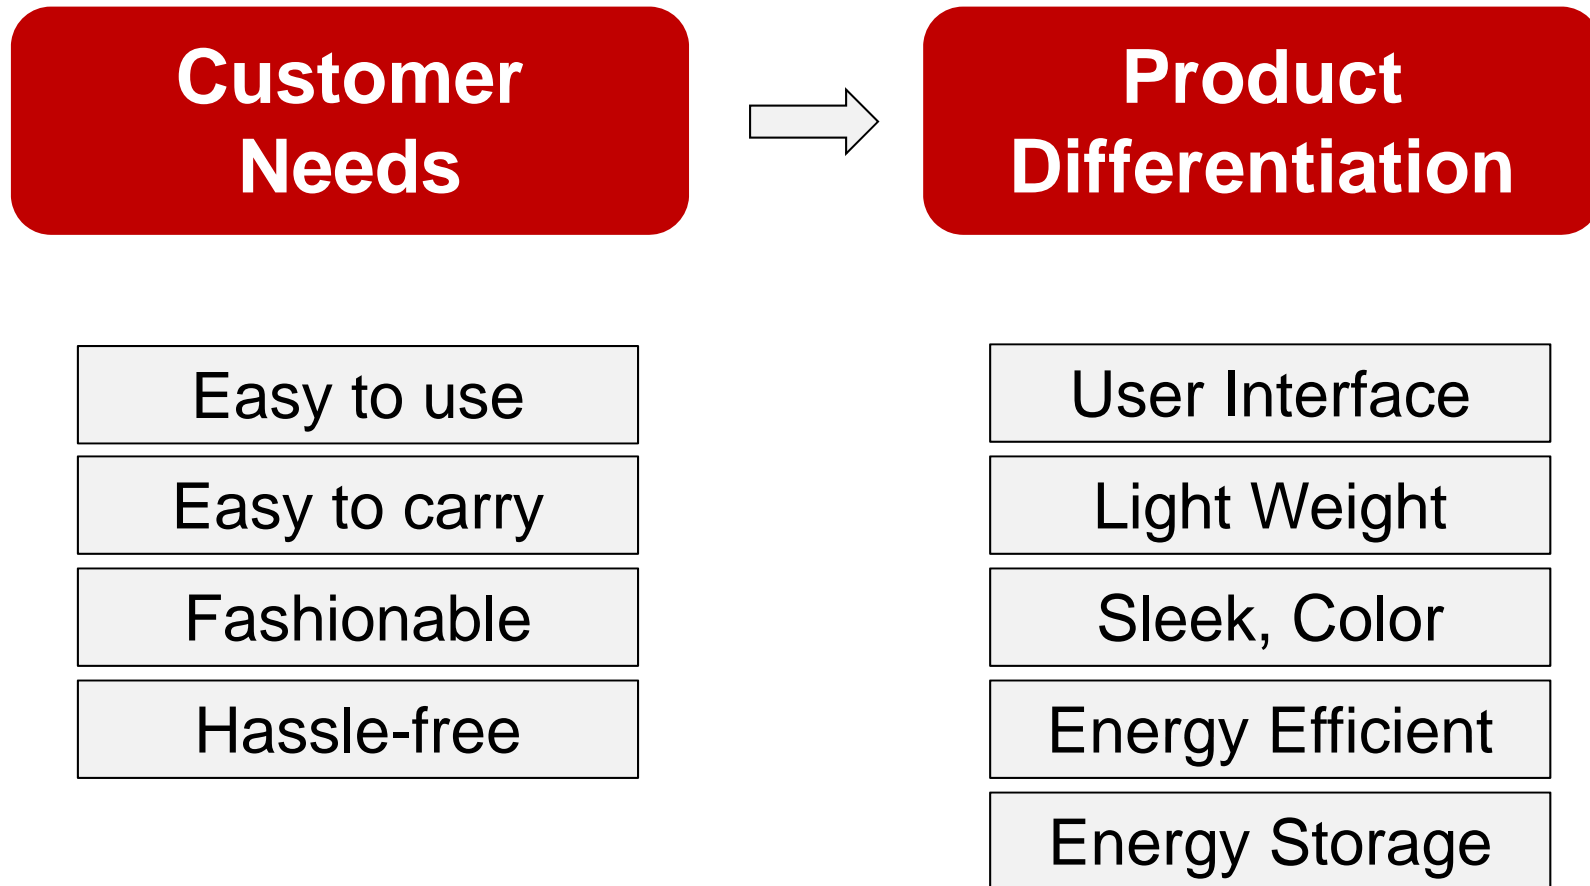 Customer
Needs
Product
Differentiation
Easy to use
Easy to carry
Fashionable
Hassle-free
User Interface
Light Weight
Sleek, Color
Energy Efficient
Energy Storage